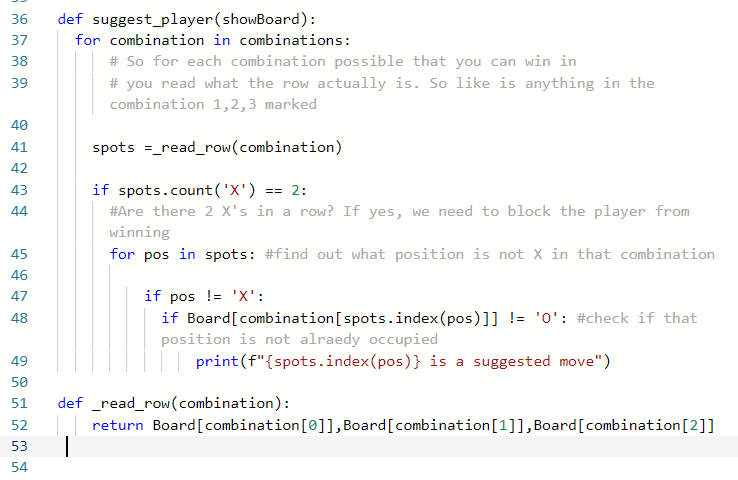 36 def suggest_player(showBoard):
37 for combination in combinations:
38 # So for each combination possible that you can win in
39 # you read what the row actually is. So like is anything in the
combination 1,2,3 marked
40
41 spots =_read_row(combination)
42
43 if spots.count('X') == 2:
44 #Are there 2 X's in a row? If yes, we need to block the player from
winning
45 for pos in spots: #find out what position is not X in that combination
46
47 if pos != 'X':
48 if Board[combination[spots.index(pos)]] != 'O': #check if that
position is not alraedy occupied
49 print(f"{spots.index(pos)} is a suggested move")
50
51 def _read_row(combination):
52 return Board[combination[0]],Board[combination[1]],Board[combination[2]]
53
54